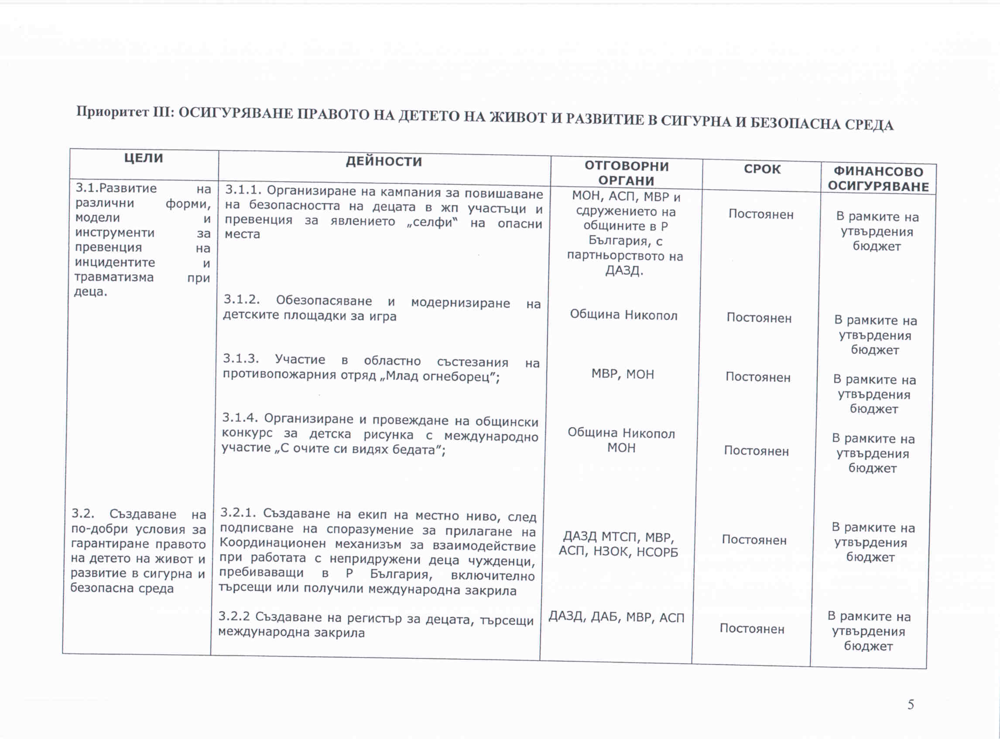 Приоритет III: ОСИГУРЯВАНЕ ПРАВОТО НА ДЕТЕТО НА ЖИВОТ И РАЗВИТИЕ В СИГУРНА И БЕЗОПАСНА СРЕДА
ЦЕЛИ
ДЕЙНОСТИ
ОТГОВОРНИ
ОРГАНИ
СРОК
ФИНАНСОВО
ОСИГУРЯВАНЕ
3.1.Развитие на
различни форми,
модели и
инструменти за
превенция на
инцидентите и
травматизма при
деца.
3.1.1. Организиране на кампания за повишаване
на безопасността на децата в жп участъци и
превенция за явлението „селфи“ на опасни
места
МОН, АСП, МВР и
сдружението на
общините в Р
България, с
партньорството на
ДАЗД.
Постоянен
В рамките на
утвърдения
бюджет
3.1.2. Обезопасяване и модернизиране на
детските площадки за игра
Община Никопол
Постоянен
В рамките на
утвърдения
бюджет
3.1.3. Участие в областно състезания на
противопожарния отряд „Млад огнеборец”;
МВР, МОН
Постоянен
В рамките на
утвърдения
бюджет
3.1.4. Организиране и провеждане на общински
конкурс за детска рисунка с международно
участие „С очите си видях бедата”;
Община Никопол
МОН
Постоянен
В рамките на
утвърдения
бюджет
3.2. Създаване на
по-добри условия за
гарантиране правото
на детето на живот и
развитие в сигурна и
безопасна среда
3.2.1. Създаване на екип на местно ниво, след
подписване на споразумение за прилагане на
Координационен механизъм за взаимодействие
при работата с непридружени деца чужденци,
пребиваващи в Р България, включително
търсещи или получили международна закрила
ДАЗД МТСП, МВР,
АСП, НЗОК, НСОРБ
Постоянен
В рамките на
утвърдения
бюджет
3.2.2 Създаване на регистър за децата, търсещи
международна закрила
ДАЗД, ДАБ, МВР, АСП
Постоянен
В рамките на
утвърдения
бюджет
5